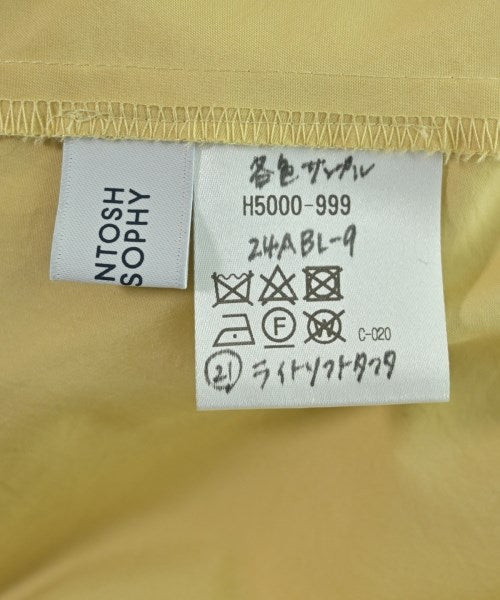 NTOSH
SOPHY
各色サンプル
H5000-999
24ABL-9
F
W
C-020
21 ライトソフトタフタ